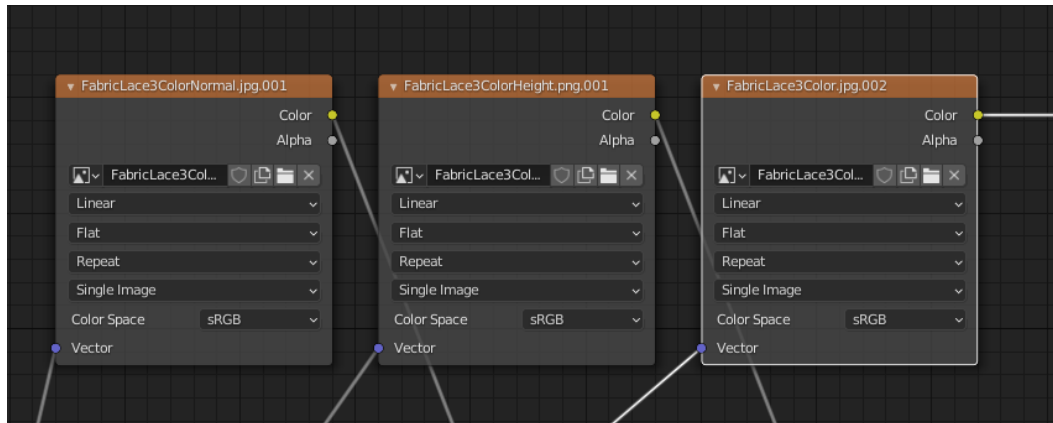 FabricLace3ColorNormal.jpg.001
Color
Alpha
FabricLace3Col...
Linear
Flat
Repeat
Single Image
Color Space sRGB
Vector
FabricLace3ColorHeight.png.001
Color
Alpha
FabricLace3Col...
Linear
Flat
Repeat
Single Image
Color Space sRGB
Vector
FabricLace3Color.jpg.002
Color
Alpha
FabricLace3Col...
Linear
Flat
Repeat
Single Image
Color Space sRGB
Vector